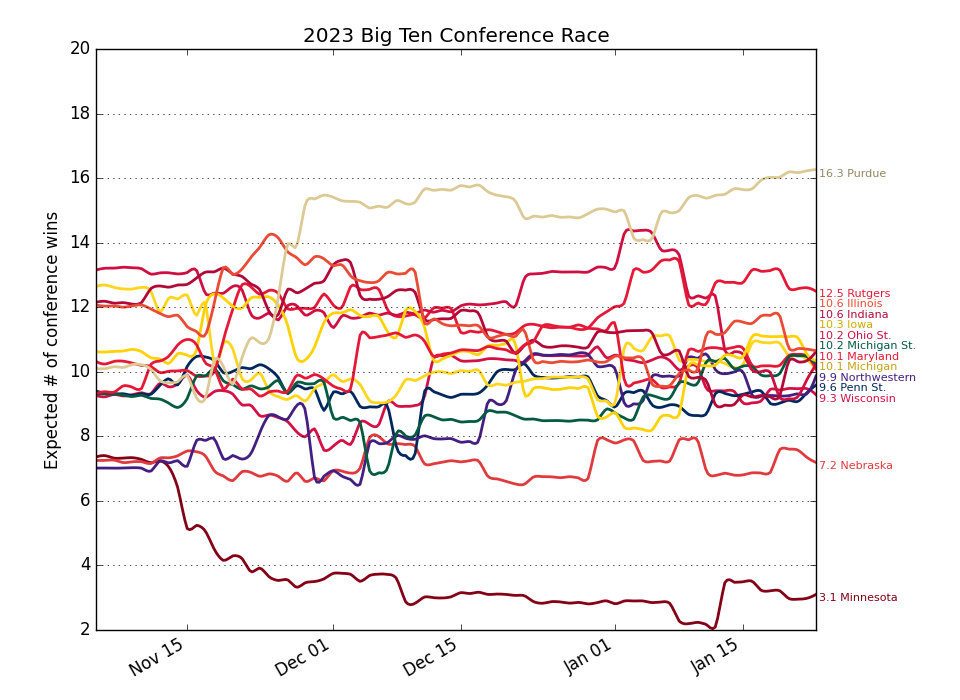 2023 Big Ten Conference Race
Expected # of conference wins
20
18
16
14
12
10
8
6
4
2
16.3 Purdue
12.5 Rutgers
10.6 Illinois
10.6 Indiana
10.3 Iowa
10.2 Ohio St.
10.2 Michigan St.
10.1 Maryland
10.1 Michigan
9.9 Northwestern
9.6 Penn St.
9.3 Wisconsin
7.2 Nebraska
3.1 Minnesota
Nov 15
Dec 01
Dec 15
Jan 01
Jan 15